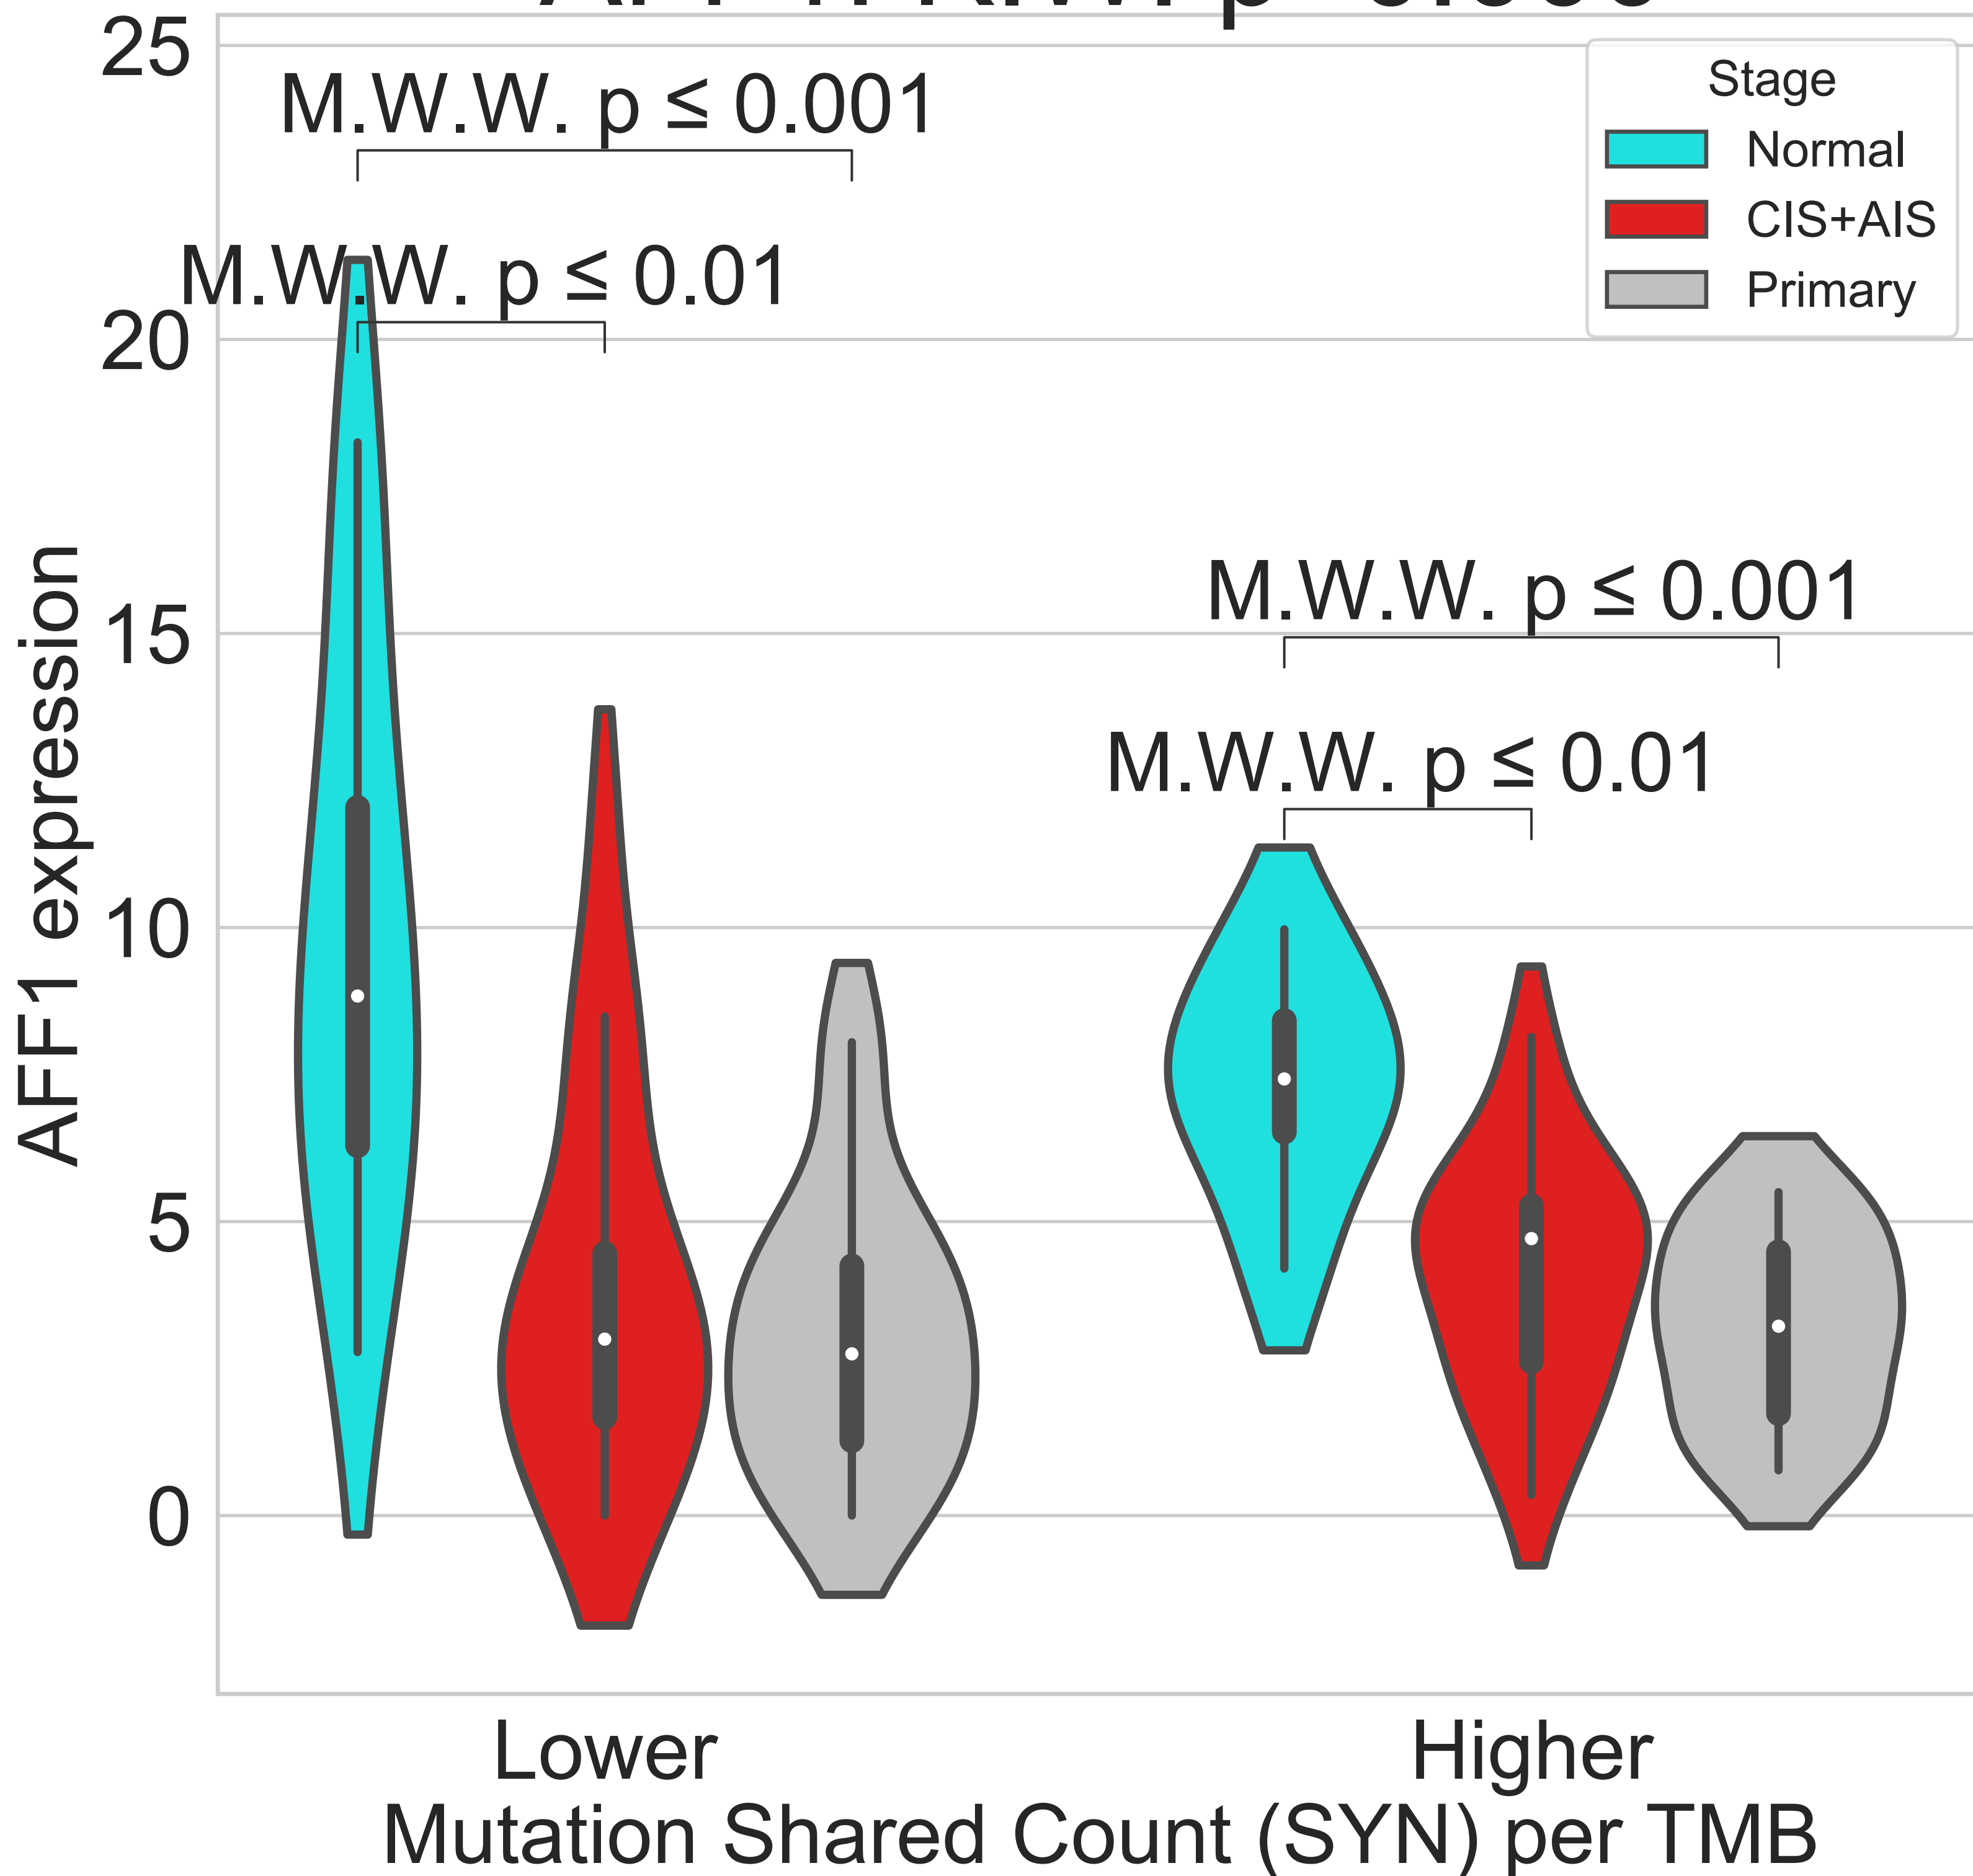 25
M.W.W. p ≤ 0.001
Stage
Normal
CIS+AIS
Primary
M.W.W. p ≤ 0.01
20
M.W.W. p ≤ 0.001
15
M.W.W. p ≤ 0.01
10
5
0
AFF1 expression
Lower
Higher
Mutation Shared Count (SYN) per TMB